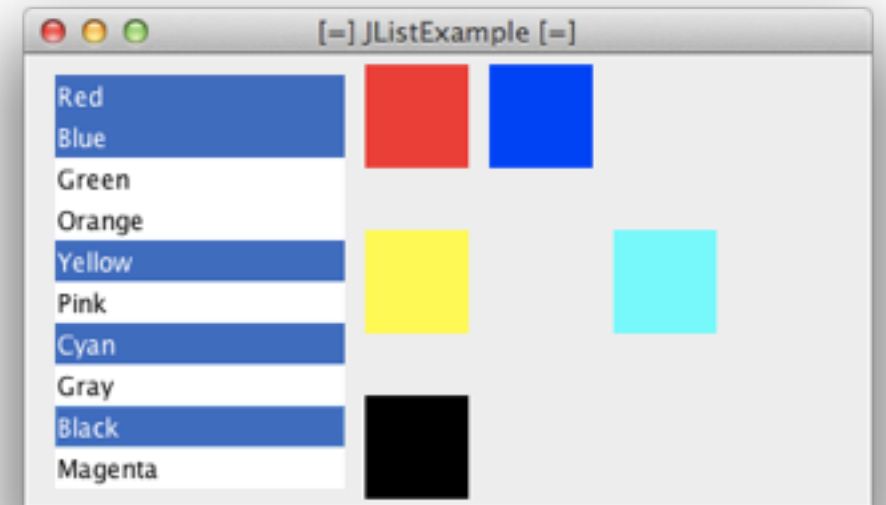 [=] JListExample [=]
Red
Blue
Green
Orange
Yellow
Pink
Cyan
Gray
Black
Magenta